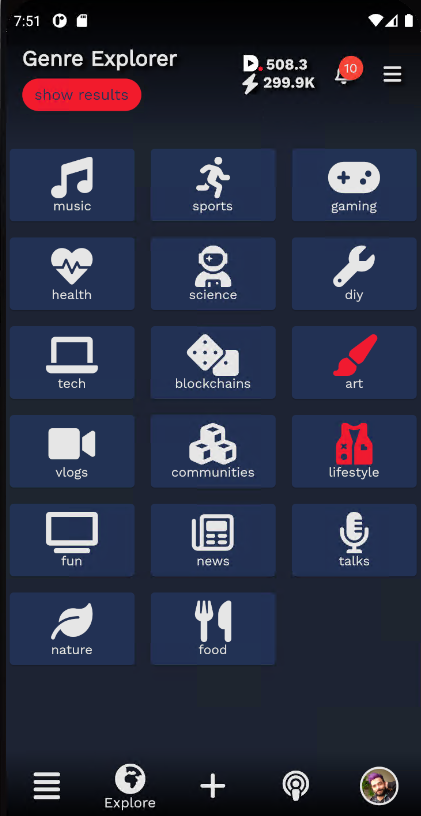 7:51
Genre Explorer
508.3
299.9K
10
show results
music
sports
gaming
health
science
diy
tech
blockchains
art
vlogs
communities
lifestyle
fun
news
talks
nature
food
Explore